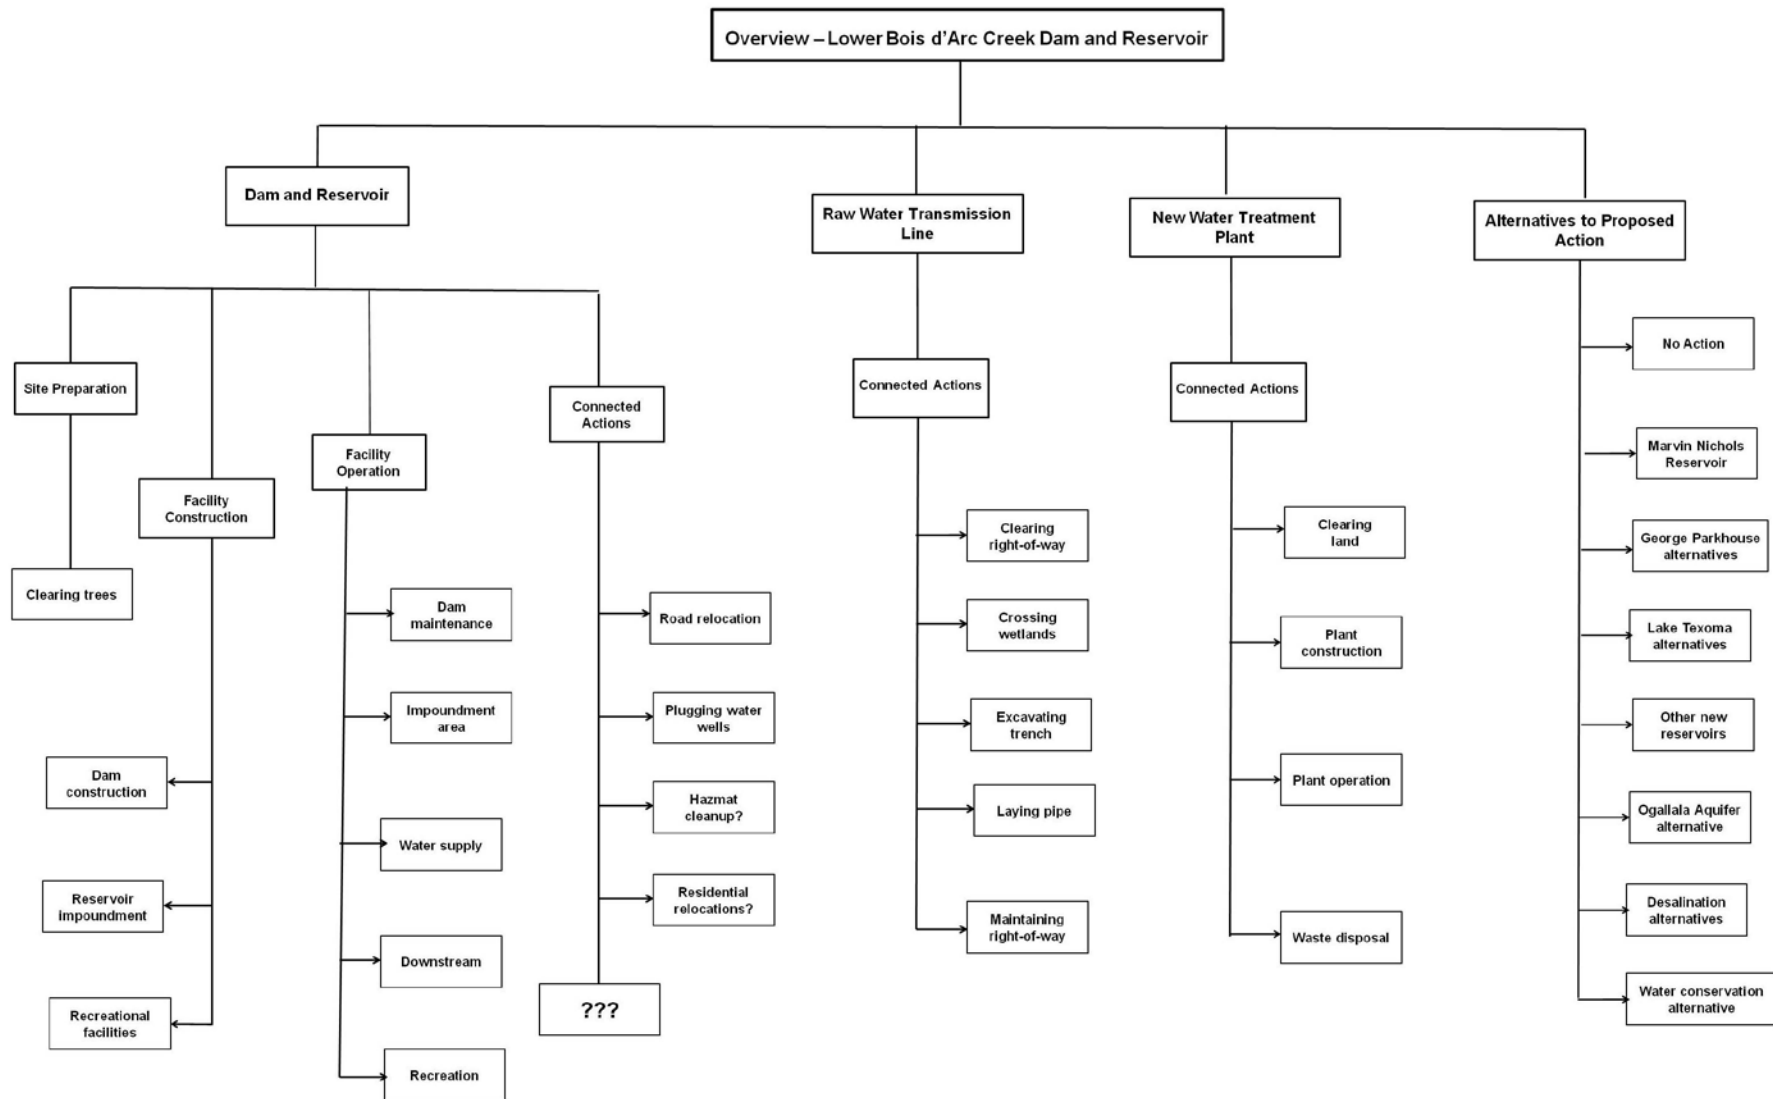 Overview – Lower Bois d'Arc Creek Dam and Reservoir
Dam and Reservoir
Raw Water Transmission
Line
New Water Treatment
Plant
Alternatives to Proposed
Action
Site Preparation
Clearing trees
Facility
Construction
Dam
construction
Reservoir
impoundment
Recreational
facilities
Facility
Operation
Dam
maintenance
Impoundment
area
Water supply
Downstream
Recreation
Connected
Actions
Road relocation
Plugging water
wells
Hazmat
cleanup?
Residential
relocations?
???
Connected Actions
Clearing
right-of-way
Crossing
wetlands
Excavating
trench
Laying pipe
Maintaining
right-of-way
Connected Actions
Clearing
land
Plant
construction
Plant operation
Waste disposal
No Action
Marvin Nichols
Reservoir
George Parkhouse
alternatives
Lake Texoma
alternatives
Other new
reservoirs
Ogallala Aquifer
alternative
Desalination
alternatives
Water conservation
alternative